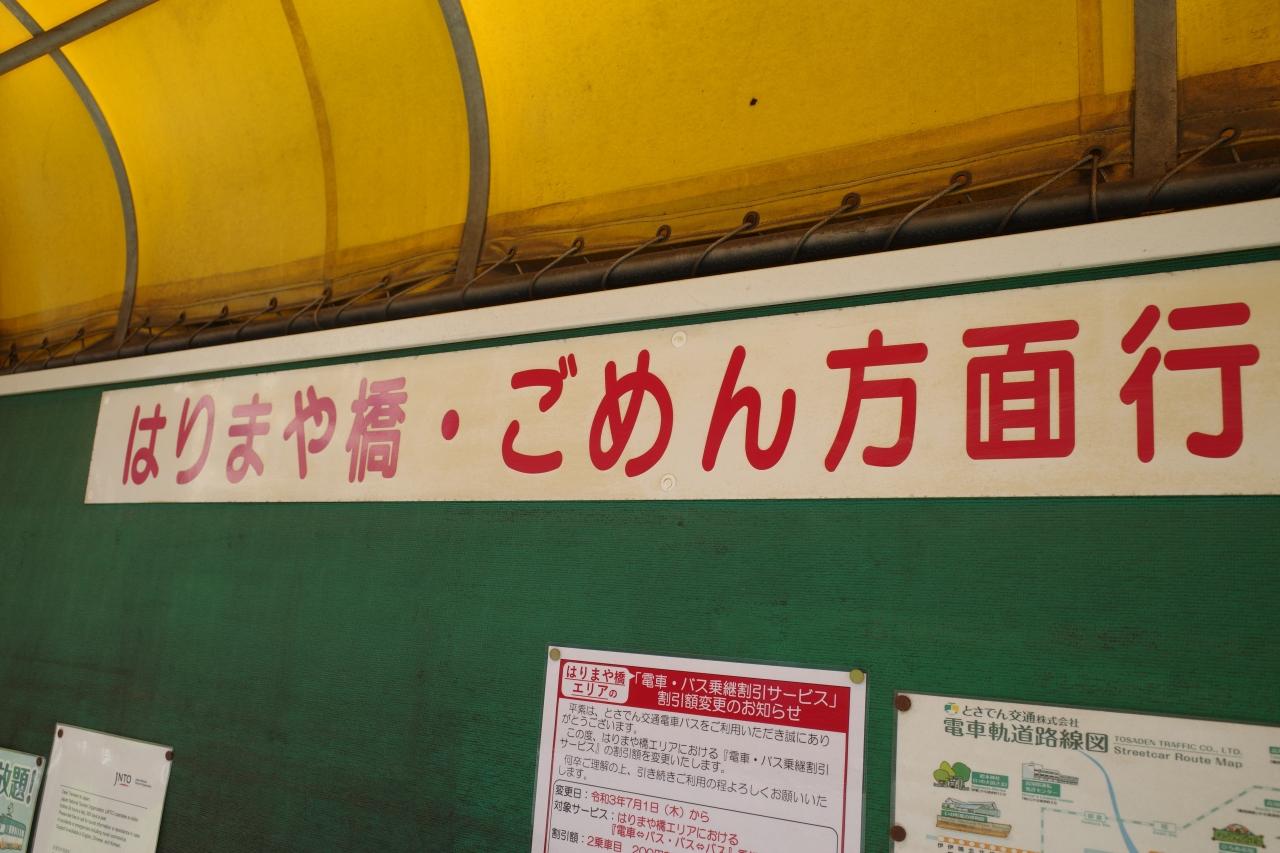 はりまや橋・ごめん方面行
はりまや橋
エリアの
「電車・バス乗継割引サービス」
割引額変更のお知らせ
平素は、とさでん交通電車バスをご利用いただき誠にあり
がとうございます。
この度、はりまや橋エリアにおける『電車・バス乗継割引
サービス』の割引額を変更いたします。
何卒ご理解の上、引き続きご利用の程よろしくお願いいた
します。
変更日：令和3年7月1日（木）から
対象サービス：はりまや橋エリアにおける
『電車⇔バス・バス⇔バス』
割引額：2乗車目
とさでん交通株式会社
電車軌道路線図
TOSADEN TRAFFIC CO., LTD.
Streetcar Route Map
JNTO
放題!